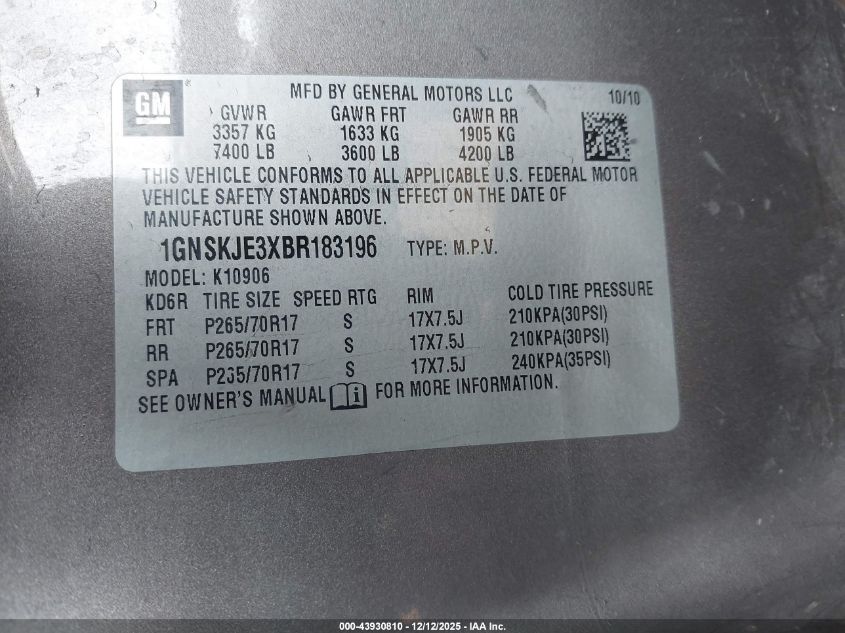 GM
MFD BY GENERAL MOTORS LLC 10/10
GVWR GAWR FRT GAWR RR
3357 KG 1633 KG 1905 KG
7400 LB 3600 LB 4200 LB
THIS VEHICLE CONFORMS TO ALL APPLICABLE U.S. FEDERAL MOTOR
VEHICLE SAFETY STANDARDS IN EFFECT ON THE DATE OF
MANUFACTURE SHOWN ABOVE.
1GNSKJE3XBR183196 TYPE: M.P.V.
MODEL: K10906
KD6R TIRE SIZE SPEED RTG RIM COLD TIRE PRESSURE
FRT P265/70R17 S 17X7.5J 210KPA(30PSI)
RR P265/70R17 S 17X7.5J 210KPA(30PSI)
SPA P265/70R17 S 17X7.5J 240KPA(35PSI)
SEE OWNER'S MANUAL i FOR MORE INFORMATION.
000-43930810 - 12/12/2025 - IAA Inc.